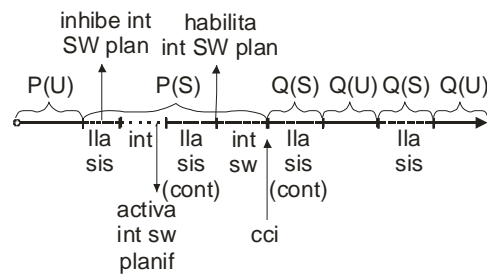 inhibe int
SW plan
habilita
int SW plan
P(U)
P(S)
Q(S)
Q(U)
Q(S)
Q(U)
lla
sis
int
lla
sis
(cont)
int
sw
lla
sis
(cont)
lla
sis
activa
int sw
planif
cci